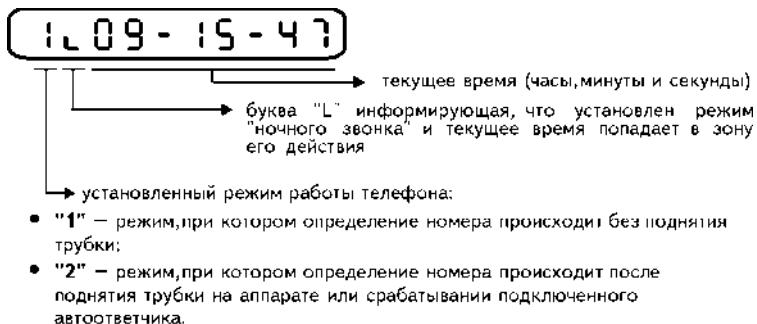 1L09-15-47
текущее время (часы,минуты и секунды)
буква "L" информирующая, что установлен режим
"ночного звонка" и текущее время попадает в зону
его действия
установленный режим работы телефона:
• "1" — режим,при котором определение номера происходит без поднятия
трубки;
• "2" — режим,при котором определение номера происходит после
поднятия трубки на аппарате или срабатывании подключенного
автоответчика.